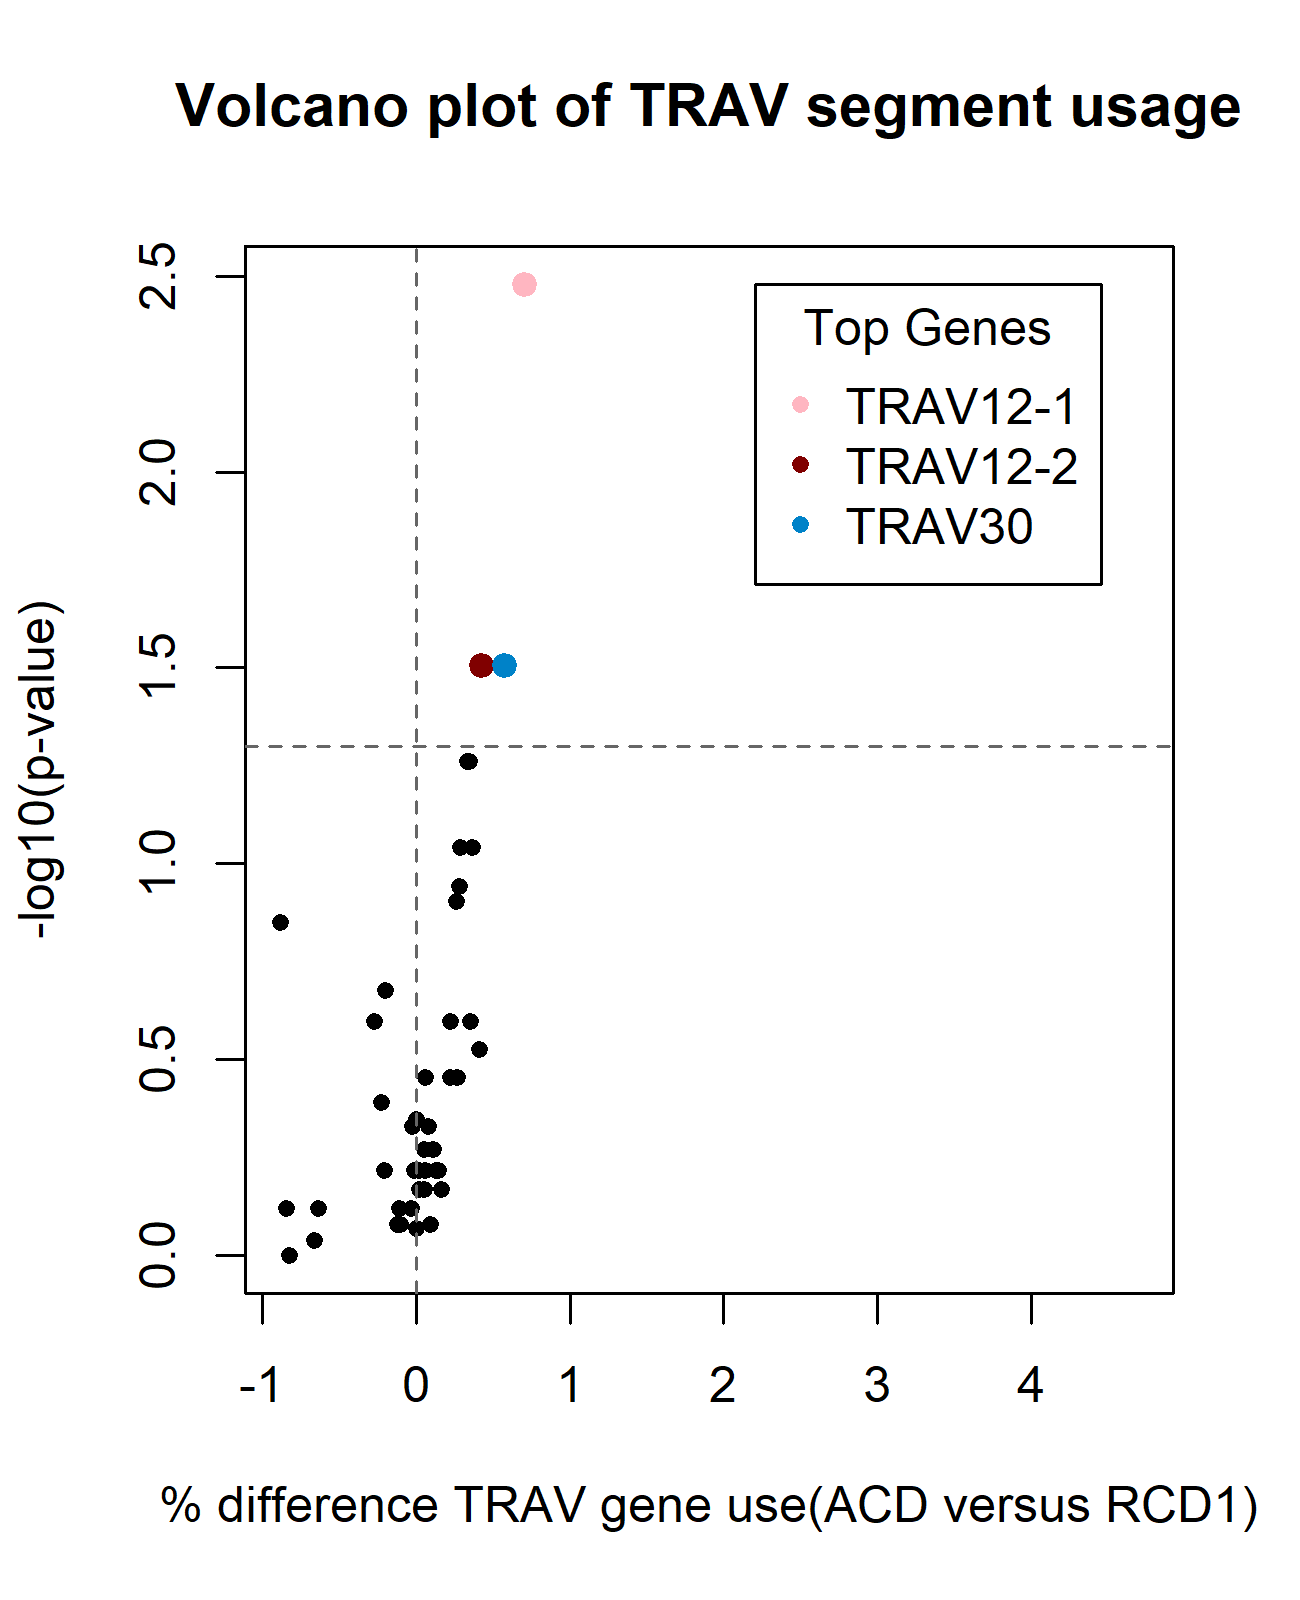 Volcano plot of TRAV segment usage
2.5
2.0
1.5
1.0
0.5
0.0
-log10(p-value)
Top Genes
TRAV12-1
TRAV12-2
TRAV30
-1 0 1 2 3 4
% difference TRAV gene use(ACD versus RCD1)